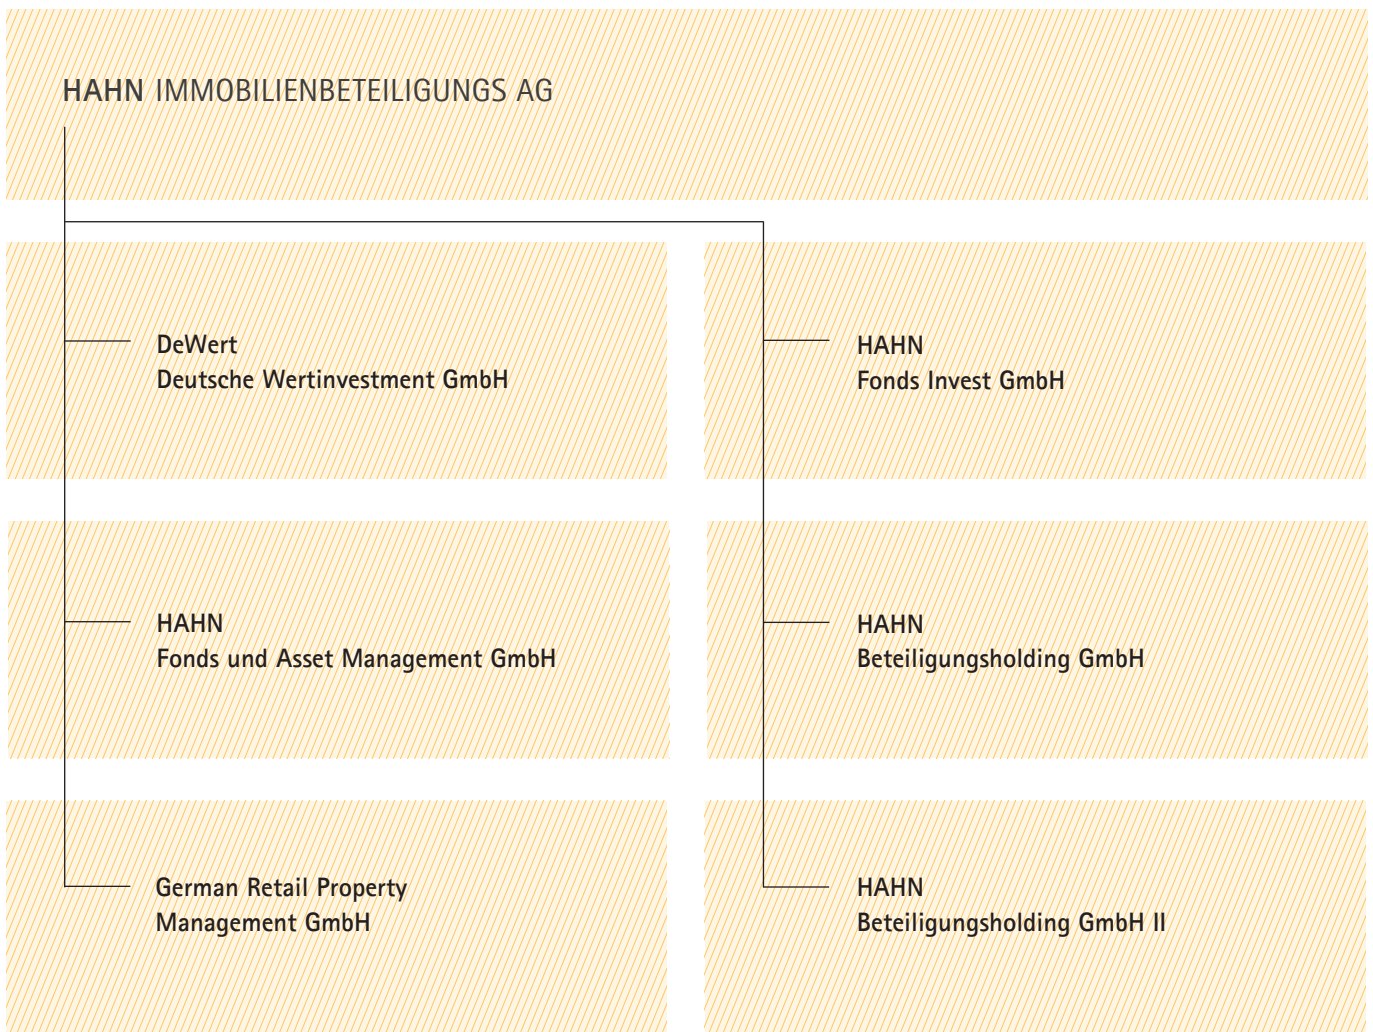 HAHN IMMOBILIENBETEILIGUNGS AG
DeWert
Deutsche Wertinvestment GmbH
HAHN
Fonds Invest GmbH
HAHN
Fonds und Asset Management GmbH
HAHN
Beteiligungsholding GmbH
German Retail Property
Management GmbH
HAHN
Beteiligungsholding GmbH II